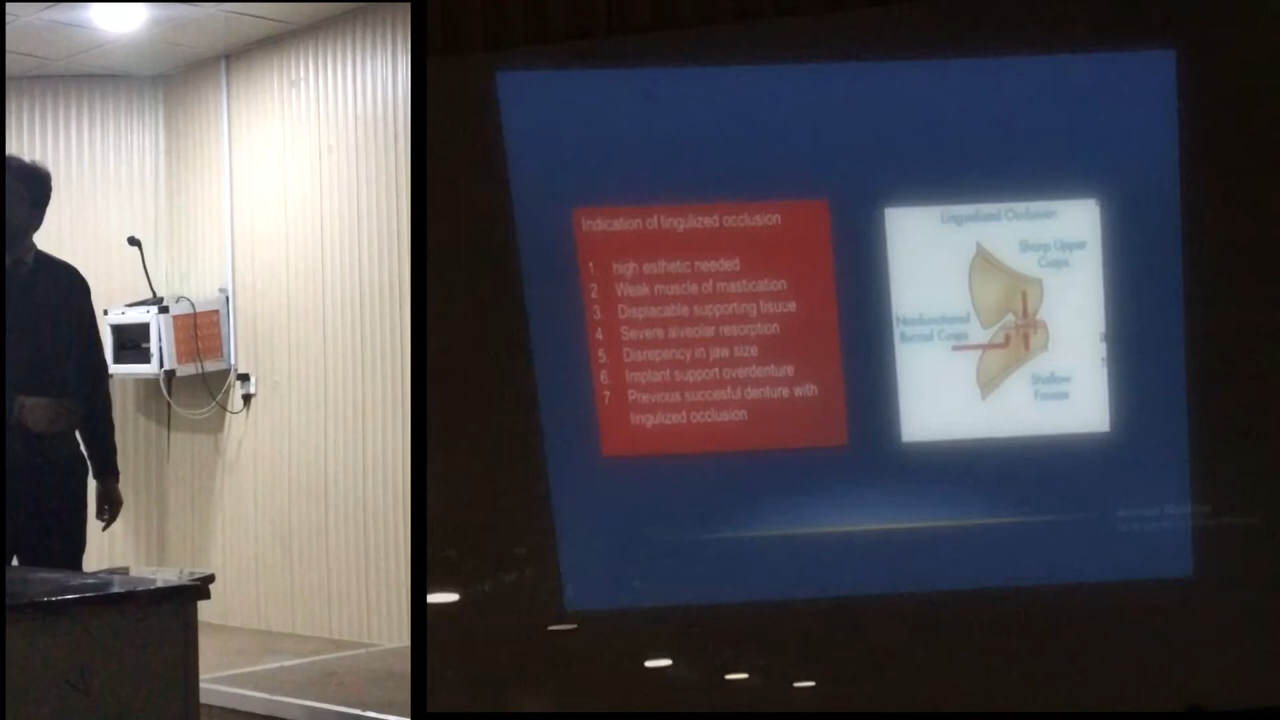 Indication of lingulized occlusion
1. high esthetic needed
2 Weak muscle of mastication
3. Displacable supporting tisuue
4 Severe alveolar resorption
5. Disrepency in jaw size
6. Implant support overdenture
7 Previous succesful denture with
lingulized occlusion
Lingualized Occlusion
Sharp Upper
Cusps
Nonfunctional
Buccal Cusps
Shallow
Fossae